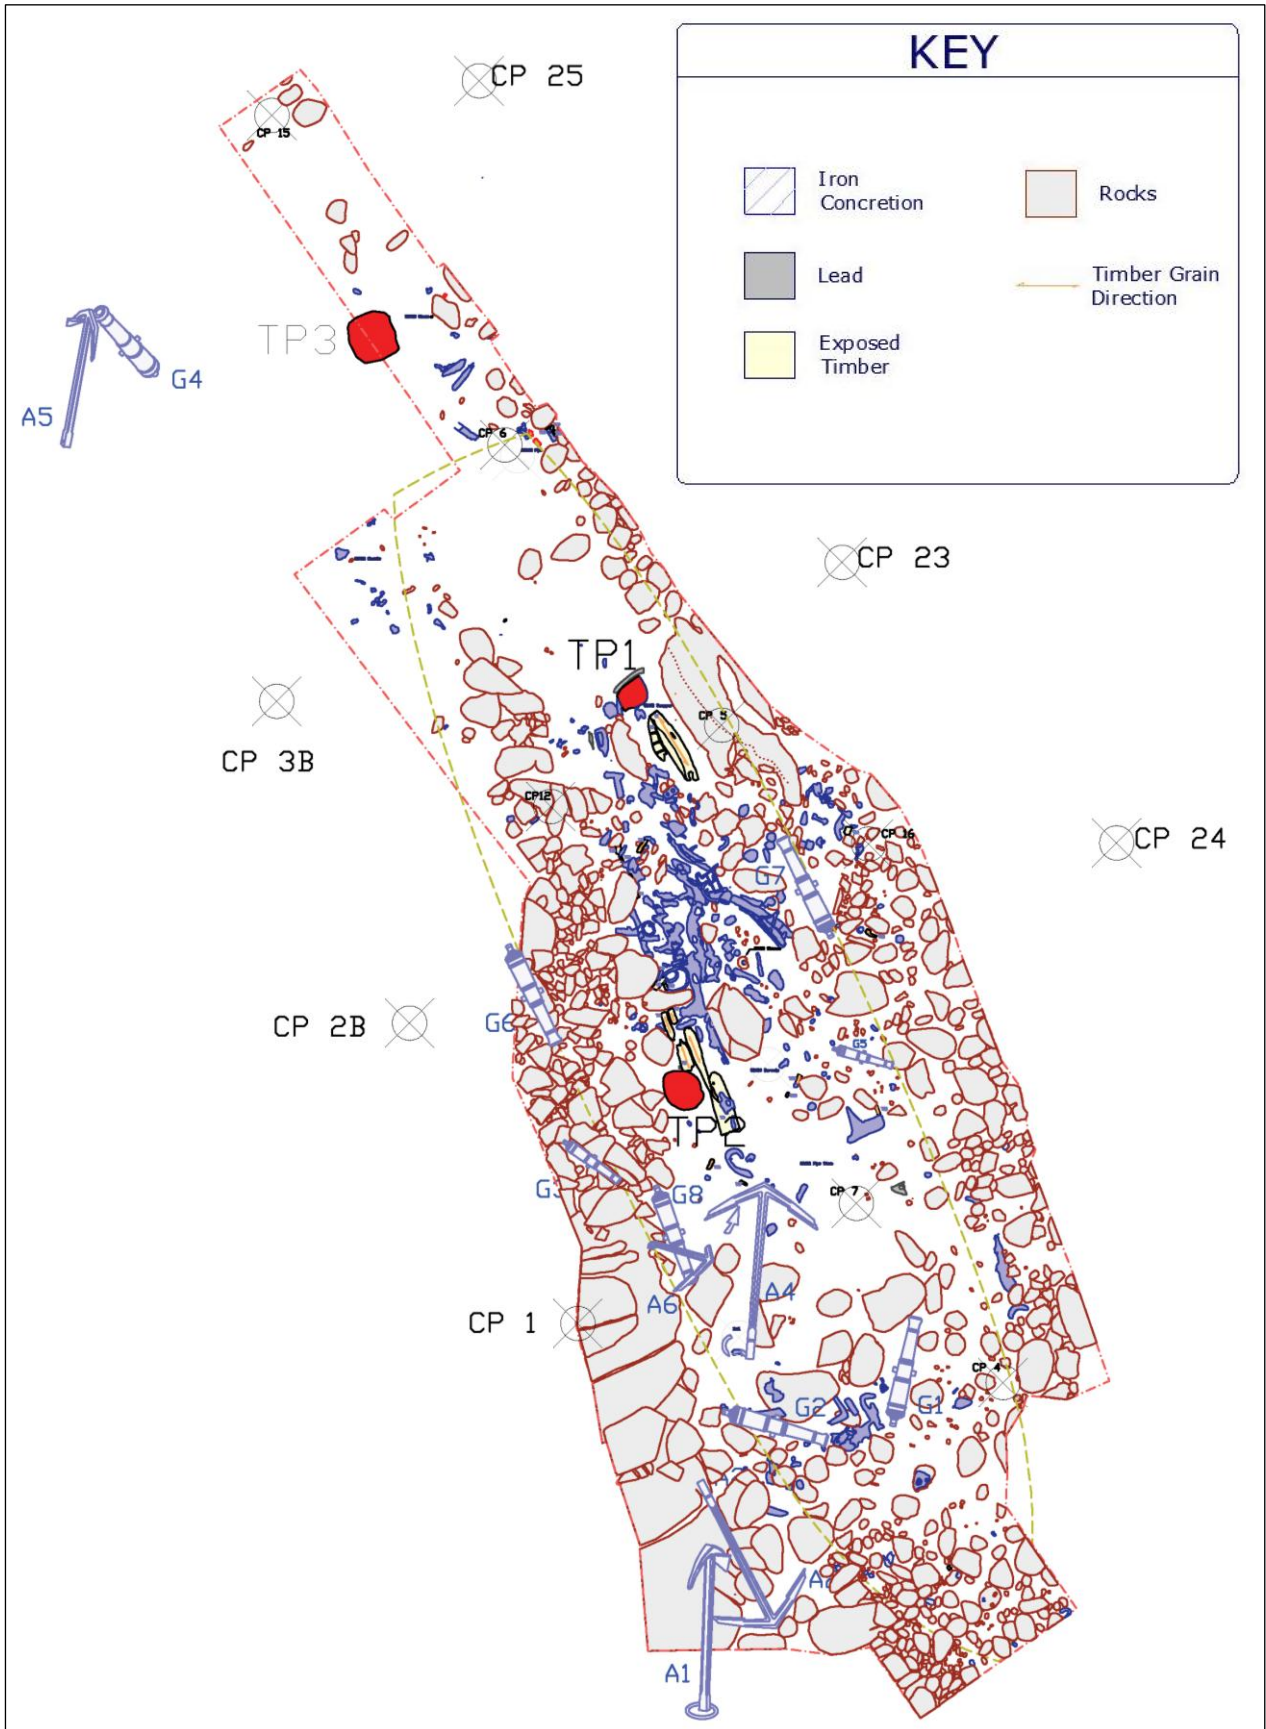 KEY
CP 25
CP 15
Iron
Concretion
Rocks
Lead
Timber Grain
Direction
Exposed
Timber
TP3
G4
A5
CP 6
CP 23
TP1
CP 3B
CP 5
CP12
CP 16
CP 24
G7
CP 2B
G6
G5
TP2
CP 7
G8
A6
A4
CP 1
CP 4
G2
G1
A1